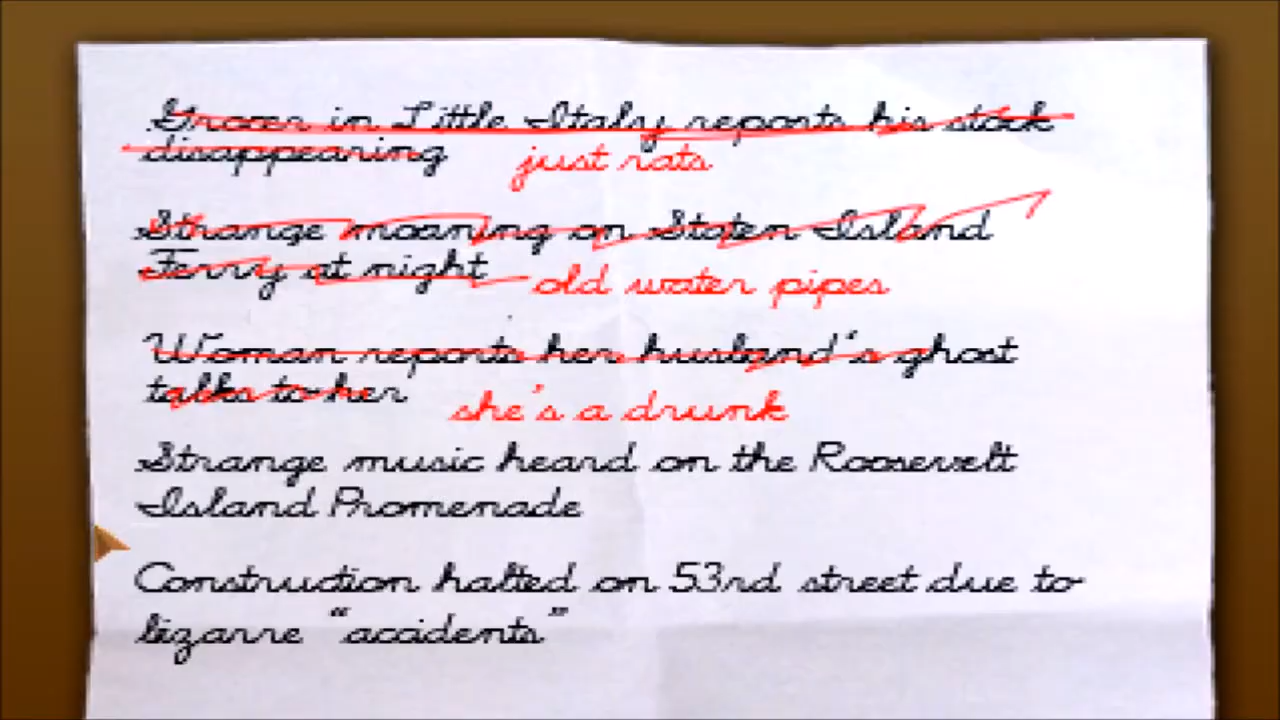 Grocer in Little Italy reports his stock
disappearing just rats
Strange moaning on Staten Island
Ferry at night old water pipes
Woman reports her husband's ghost
talks to her she's a drunk
Strange music heard on the Roosevelt
Island Promenade
Construction halted on 53rd street due to
bizarre "accidents"